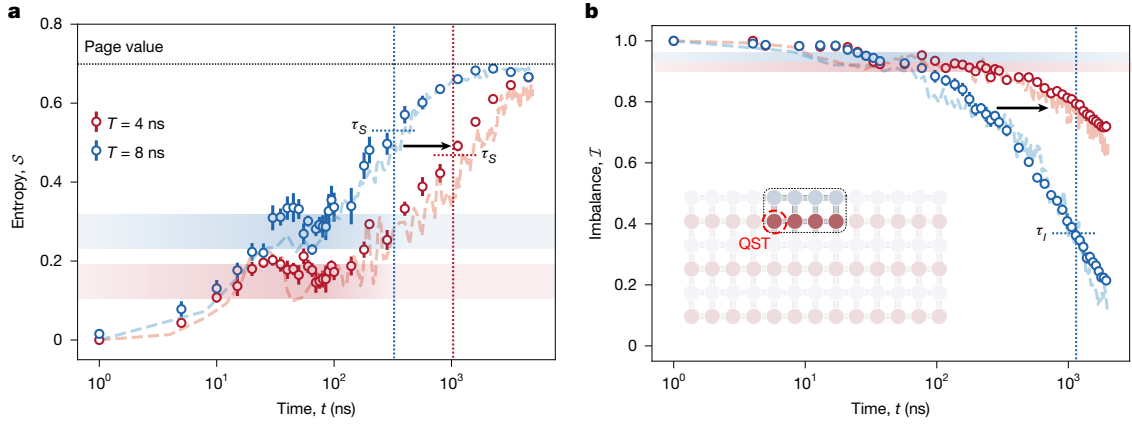 a
Entropy, 𝒮
0.8
0.6
0.4
0.2
0
Page value
T = 4 ns
T = 8 ns
τS
τS
10⁰
10¹
10²
10³
Time, t (ns)
b
Imbalance, ℐ
1.0
0.8
0.6
0.4
0.2
0
QST
τI
10⁰
10¹
10²
10³
Time, t (ns)